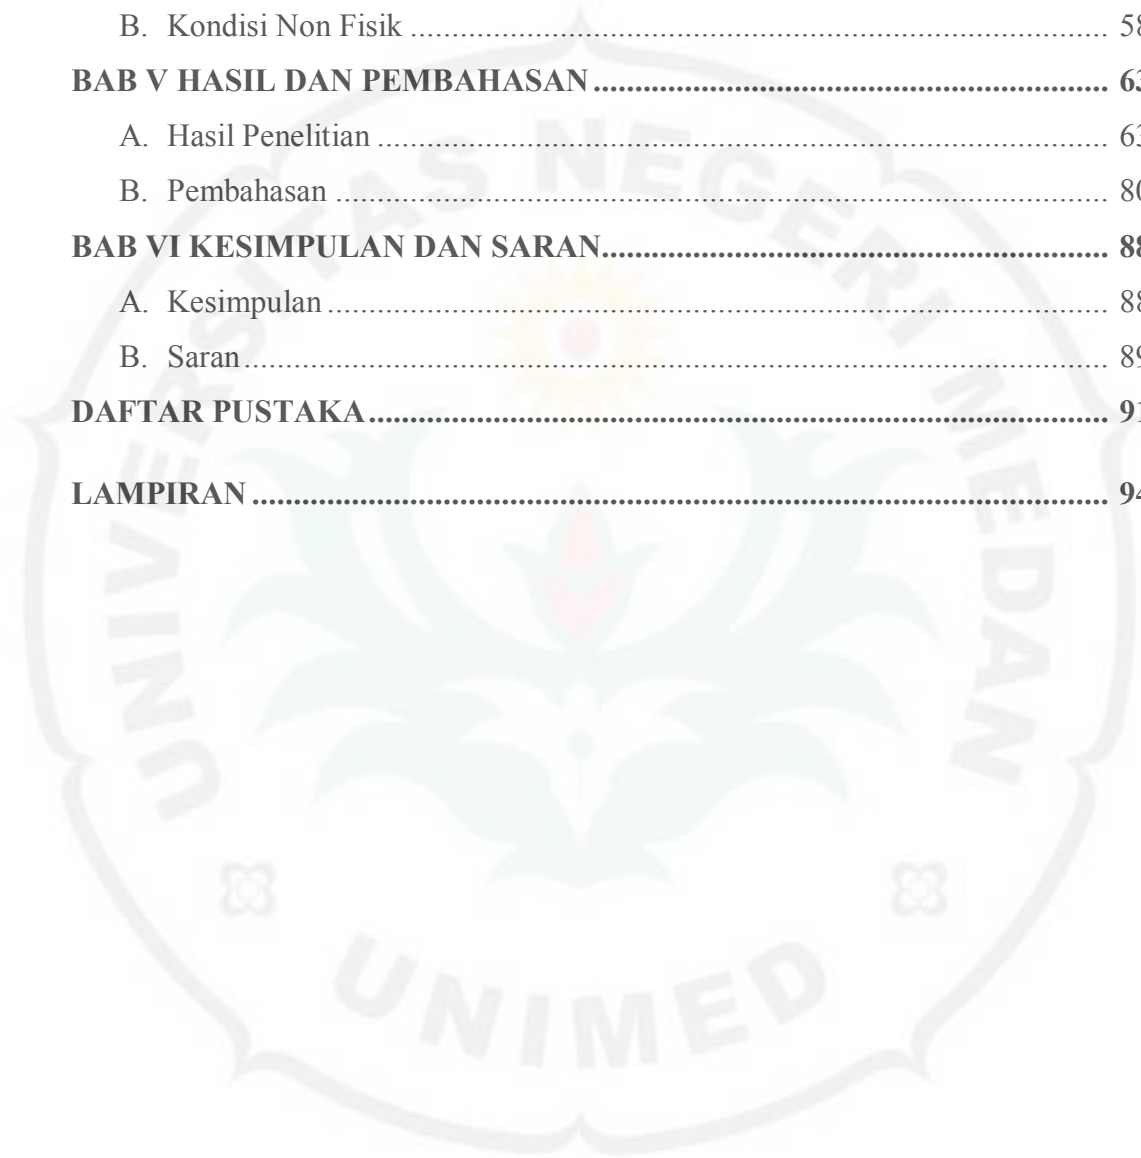 B. Kondisi Non Fisik ........................................................................................ 58
BAB V HASIL DAN PEMBAHASAN ................................................................. 63
A. Hasil Penelitian ............................................................................................ 63
B. Pembahasan ................................................................................................. 80
BAB VI KESIMPULAN DAN SARAN................................................................ 88
A. Kesimpulan .................................................................................................. 88
B. Saran ............................................................................................................. 89
DAFTAR PUSTAKA .............................................................................................. 91
LAMPIRAN ............................................................................................................. 94
UNIVERSITAS NEGERI MEDAN
UNIMED